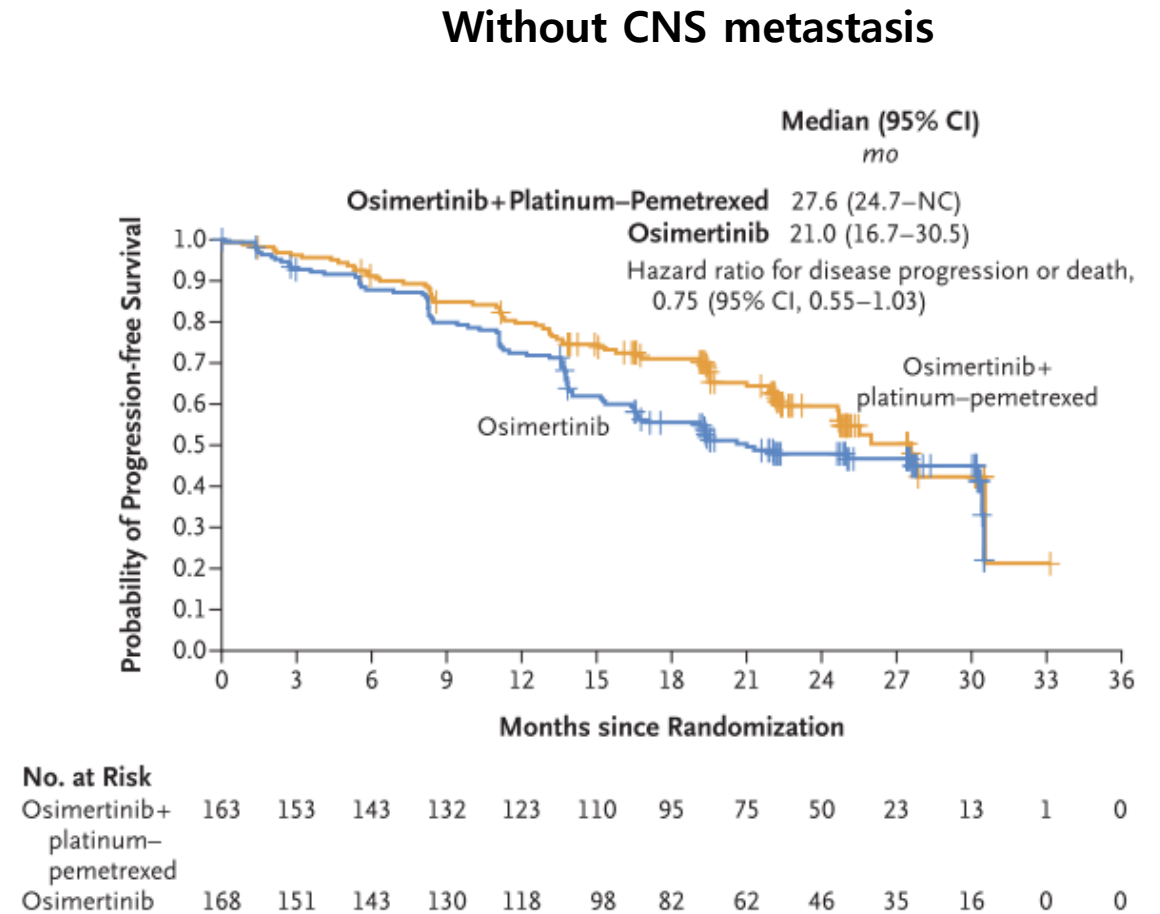 Without CNS metastasis
Median (95% CI)
mo
Osimertinib+Platinum–Pemetrexed 27.6 (24.7–NC)
Osimertinib 21.0 (16.7–30.5)
Hazard ratio for disease progression or death,
0.75 (95% CI, 0.55–1.03)
Probability of Progression-free Survival
1.0
0.9
0.8
0.7
0.6
0.5
0.4
0.3
0.2
0.1
0.0
Osimertinib+
platinum–pemetrexed
Osimertinib
0 3 6 9 12 15 18 21 24 27 30 33 36
Months since Randomization
No. at Risk
Osimertinib+ 163 153 143 132 123 110 95 75 50 23 13 1 0
platinum–
pemetrexed
Osimertinib 168 151 143 130 118 98 82 62 46 35 16 0 0